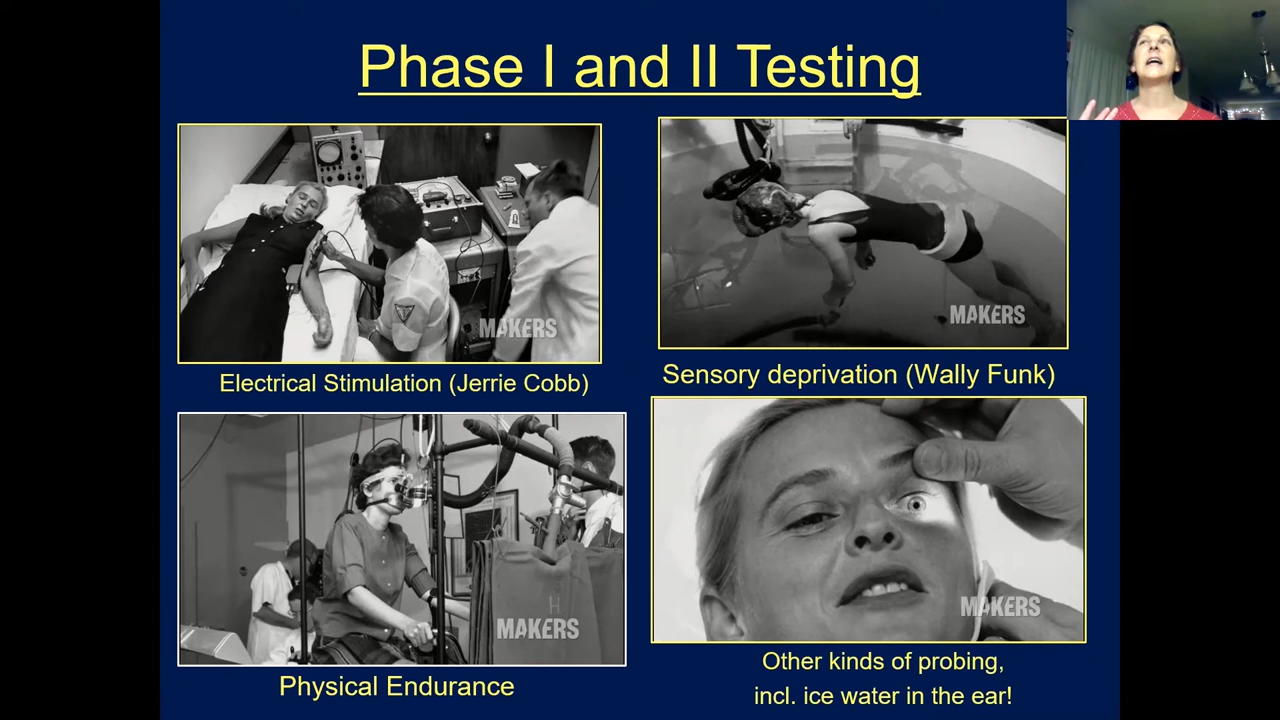 Phase I and II Testing
MAKERS
MAKERS
Electrical Stimulation (Jerrie Cobb)
Sensory deprivation (Wally Funk)
H
MAKERS
MAKERS
Physical Endurance
Other kinds of probing,
incl. ice water in the ear!